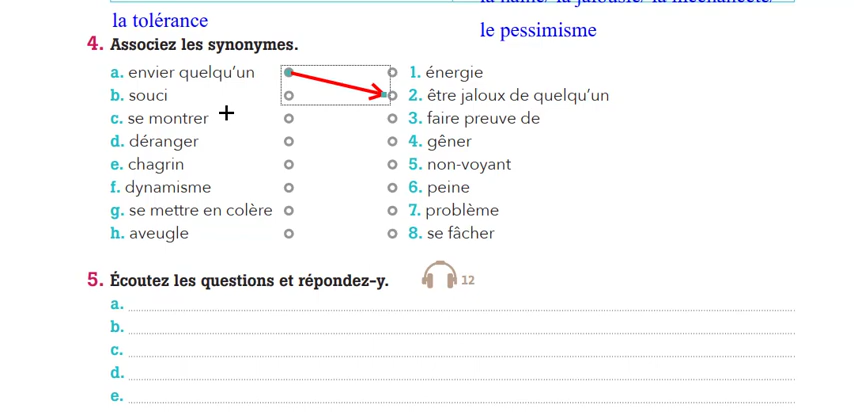 la tolérance
le pessimisme
4. Associez les synonymes.
a. envier quelqu'un 1. énergie
b. souci 2. être jaloux de quelqu'un
c. se montrer 3. faire preuve de
d. déranger 4. gêner
e. chagrin 5. non-voyant
f. dynamisme 6. peine
g. se mettre en colère 7. problème
h. aveugle 8. se fâcher
5. Écoutez les questions et répondez-y. 12
a.
b.
c.
d.
e.